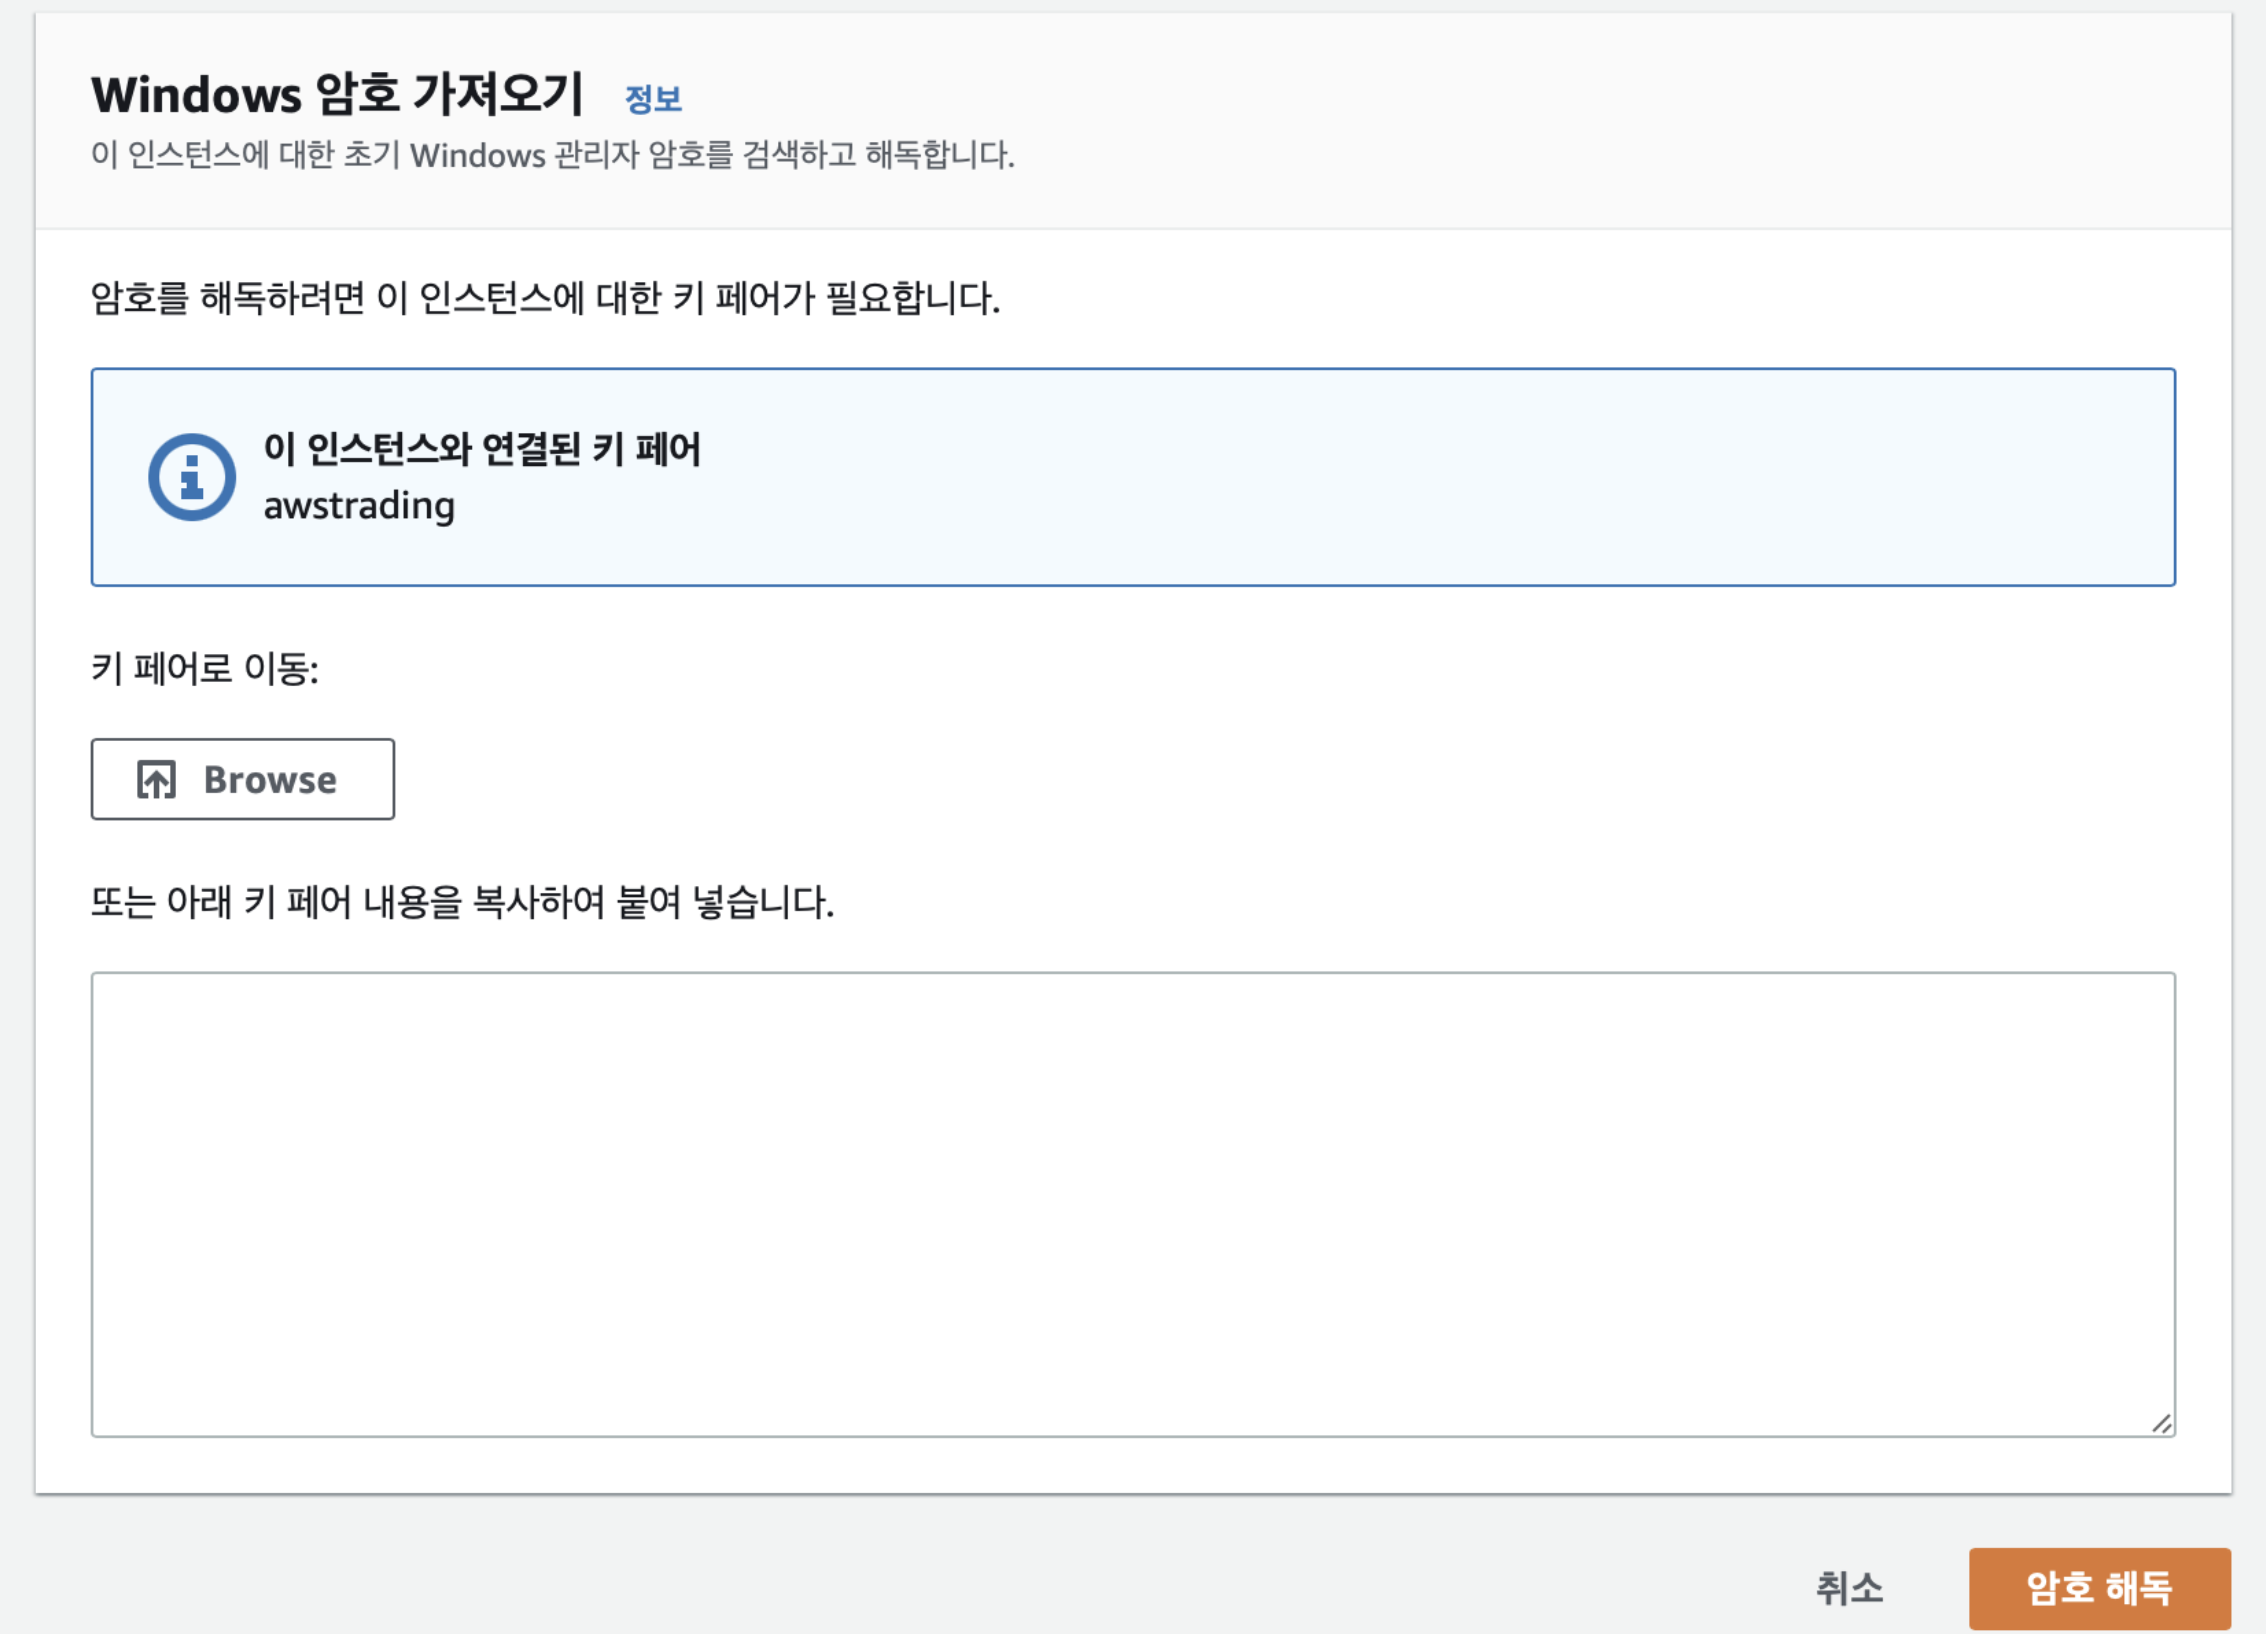 Windows 암호 가져오기 정보
이 인스턴스에 대한 초기 Windows 관리자 암호를 검색하고 해독합니다.
암호를 해독하려면 이 인스턴스에 대한 키 페어가 필요합니다.
이 인스턴스와 연결된 키 페어
awstrading
키 페어로 이동:
Browse
또는 아래 키 페어 내용을 복사하여 붙여 넣습니다.
취소 암호 해독